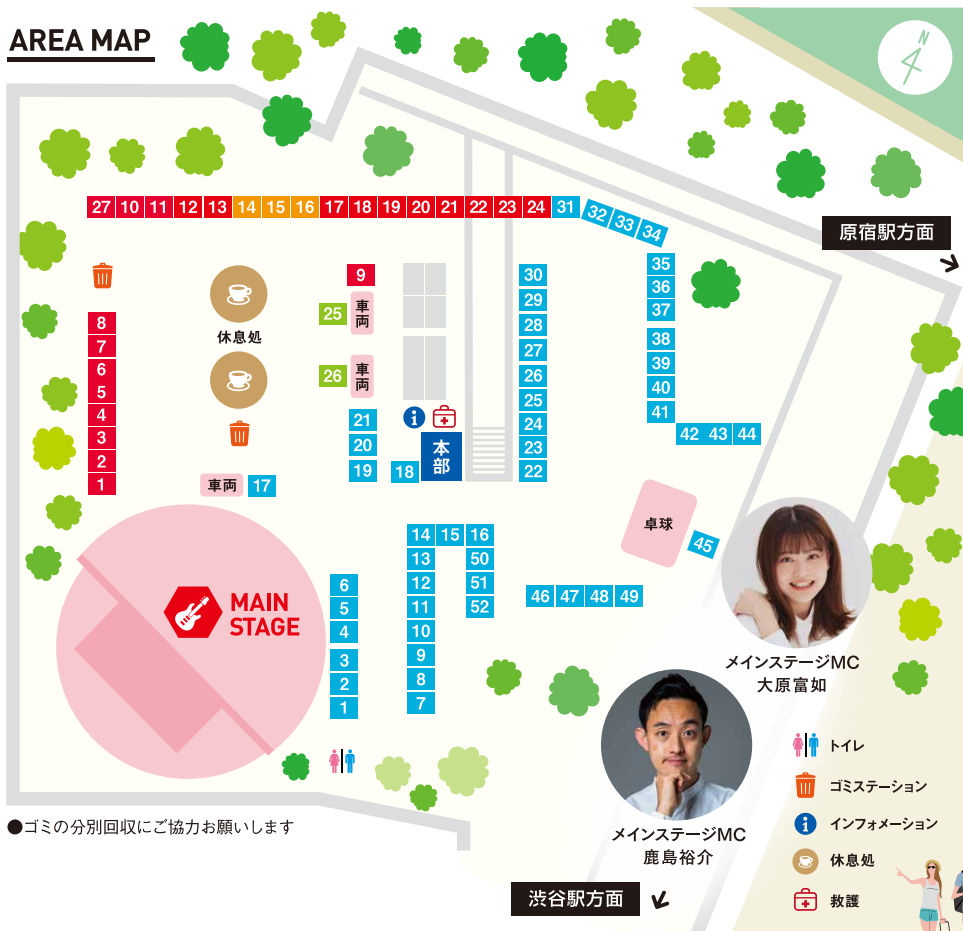 AREA MAP
N
原宿駅方面
27 10 11 12 13 14 15 16 17 18 19 20 21 22 23 24 31 32 33 34
8
7
6
5
4
3
2
1
休息処
9
車両
25
車両
26
21
20
19
18
本部
車両
17
30
29
28
27
26
25
24
23
22
35
36
37
38
39
40
41
42 43 44
卓球
45
MAIN
STAGE
6
5
4
3
2
1
14 15 16
13
12
11
10
9
8
7
50
51
52
46 47 48 49
メインステージMC
大原富如
メインステージMC
鹿島裕介
●ゴミの分別回収にご協力お願いします
渋谷駅方面
トイレ
ゴミステーション
インフォメーション
休息処
救護